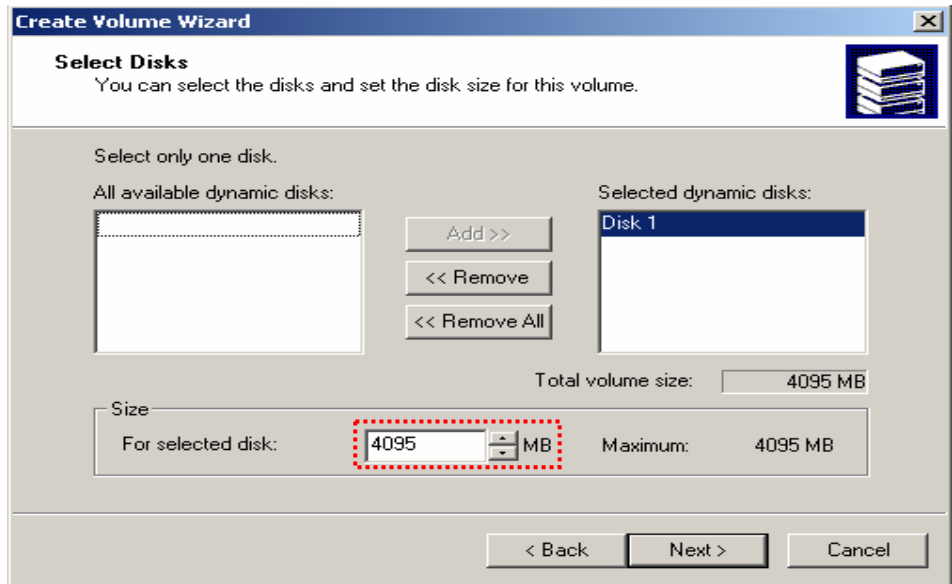 Create Volume Wizard
Select Disks
You can select the disks and set the disk size for this volume.
Select only one disk.
All available dynamic disks:
Selected dynamic disks:
Disk 1
Add >>
<< Remove
<< Remove All
Total volume size: 4095 MB
Size
For selected disk: 4095 MB Maximum: 4095 MB
< Back Next > Cancel